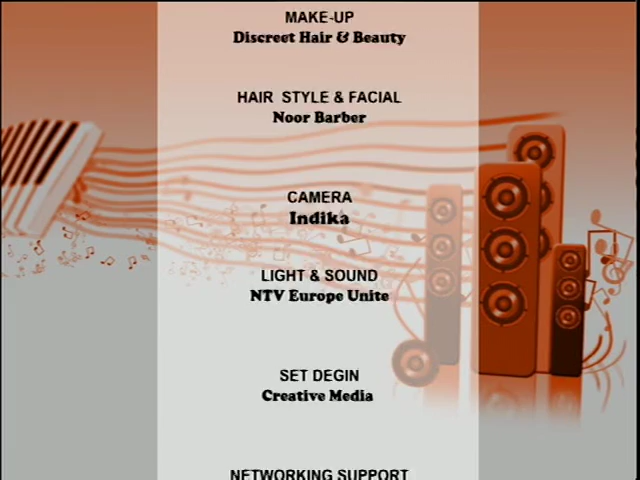 MAKE-UP
Discreet Hair & Beauty
HAIR STYLE & FACIAL
Noor Barber
CAMERA
Indika
LIGHT & SOUND
NTV Europe Unite
SET DEGIN
Creative Media
NETWORKING SUPPORT